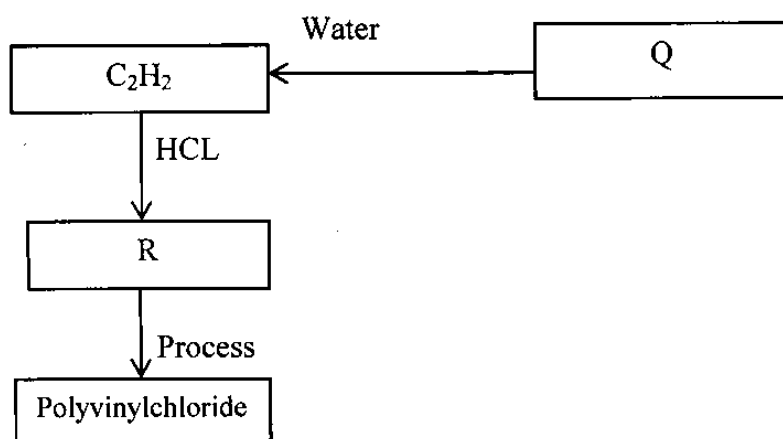 Water
C₂H₂
Q
HCL
R
Process
Polyvinylchloride